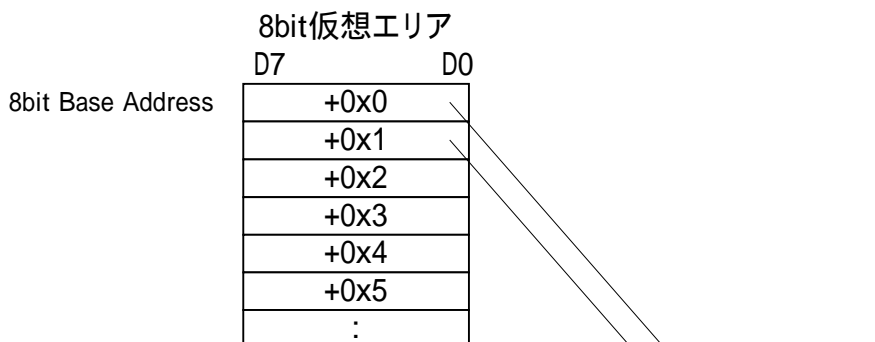 8bit仮想エリア
D7 D0
8bit Base Address +0x0
+0x1
+0x2
+0x3
+0x4
+0x5
: